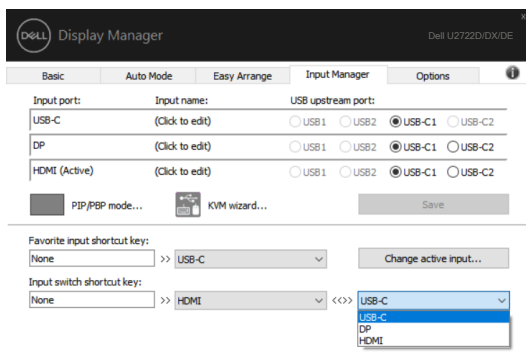 DELL Display Manager
Dell U2722D/DX/DE
x
Basic Auto Mode Easy Arrange Input Manager Options
Input port: Input name: USB upstream port:
USB-C (Click to edit) USB1 USB2 USB-C1 USB-C2
DP (Click to edit) USB1 USB2 USB-C1 USB-C2
HDMI (Active) (Click to edit) USB1 USB2 USB-C1 USB-C2
PIP/PBP mode... KVM wizard... Save
Favorite input shortcut key:
None >> USB-C Change active input...
Input switch shortcut key:
None >> HDMI <<>> USB-C
USB-C
DP
HDMI